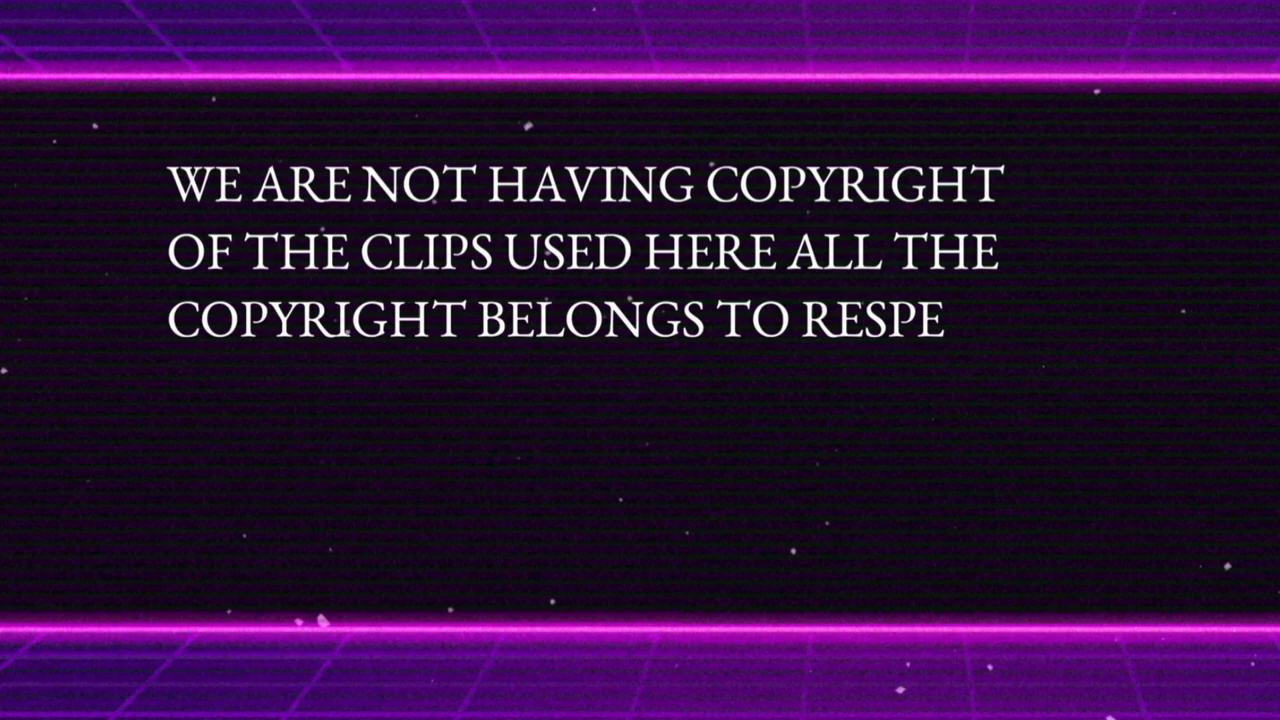 WE ARE NOT HAVING COPYRIGHT
OF THE CLIPS USED HERE ALL THE
COPYRIGHT BELONGS TO RESPE